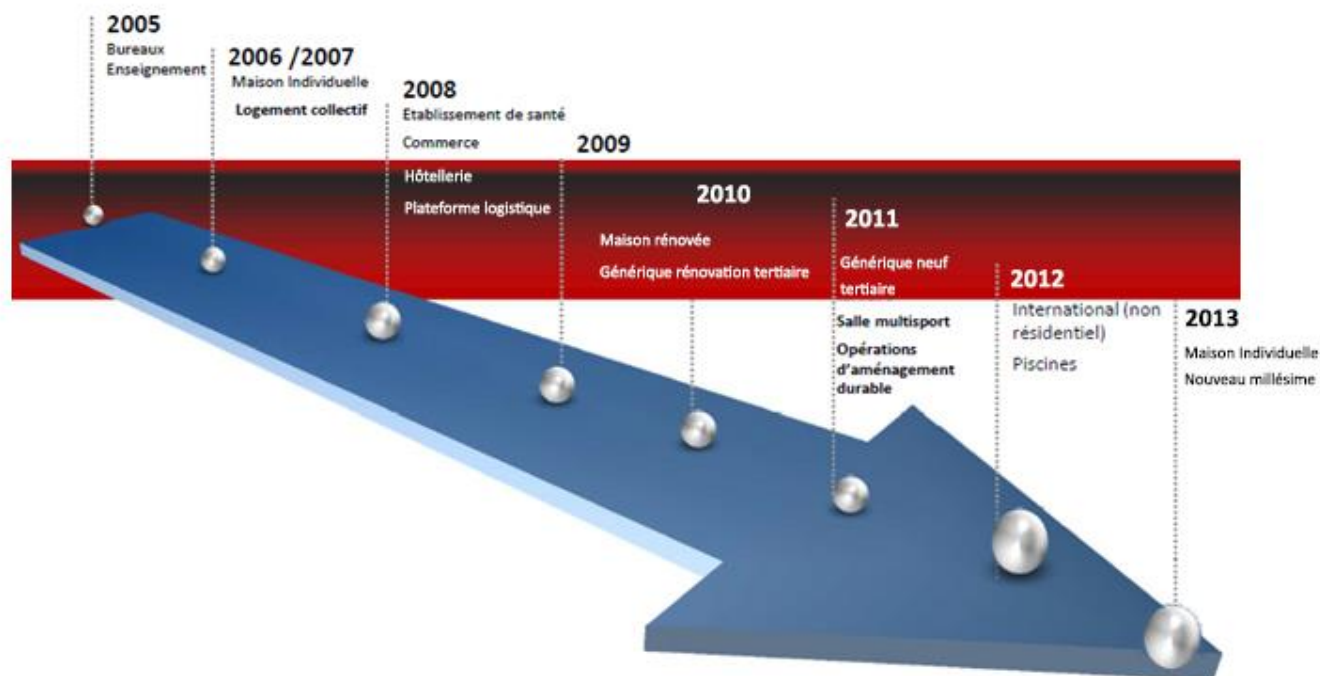 2005
Bureaux
Enseignement
2006 /2007
Maison Individuelle
Logement collectif
2008
Etablissement de santé
Commerce
Hôtellerie
Plateforme logistique
2009
2010
Maison rénovée
Générique rénovation tertiaire
2011
Générique neuf
tertiaire
Salle multisport
Opérations
d'aménagement
durable
2012
International (non
résidentiel)
Piscines
2013
Maison Individuelle
Nouveau millésime